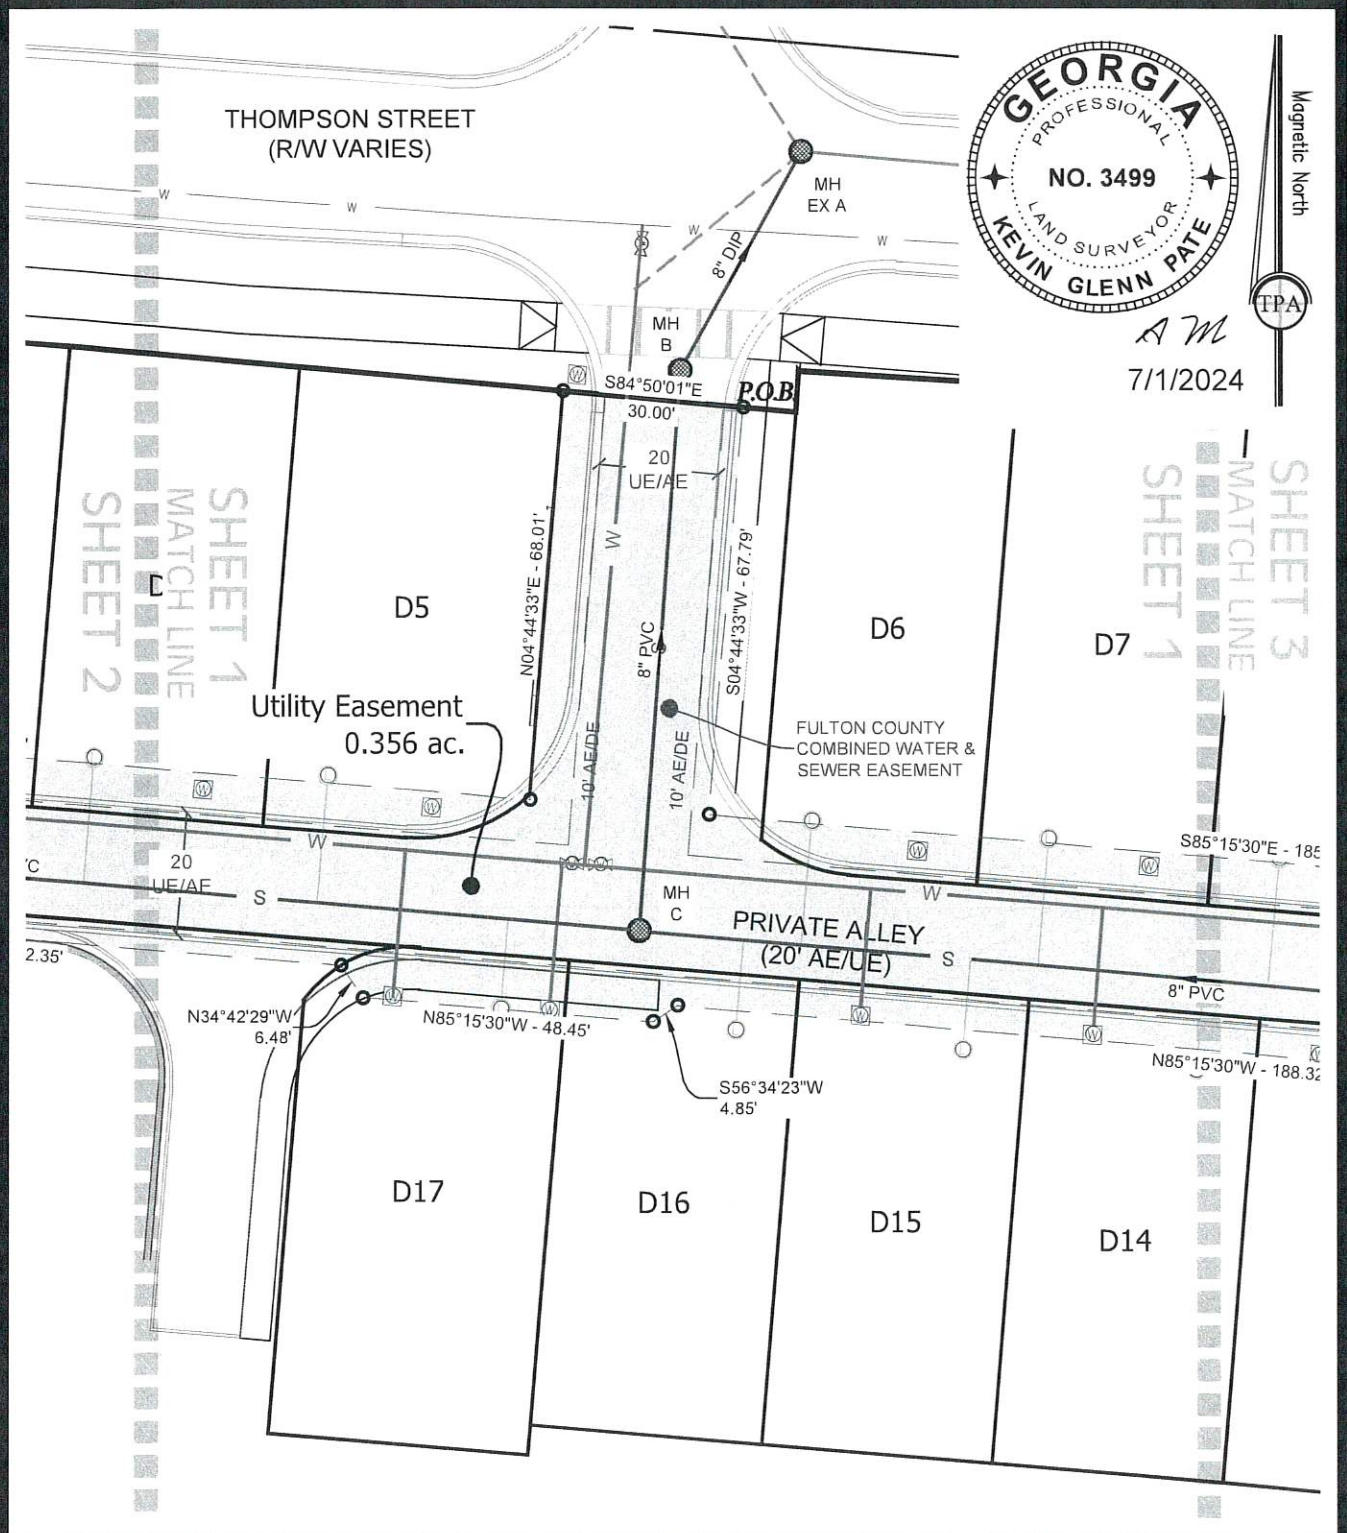 THOMPSON STREET
(R/W VARIES)
GEORGIA
PROFESSIONAL
NO. 3499
LAND SURVEYOR
KEVIN GLENN PATE
Magnetic North
TPA
7/1/2024
W
W
W
W
MH
EX A
8" DIP
MH
B
W
S84°50'01"E
30.00'
P.O.B.
20
UE/AE
N04°44'33"E - 68.01'
W
8" PVC
S
S04°44'33"W - 67.79'
SHEET 2
MATCH LINE
SHEET 1
SHEET 1
MATCH LINE
SHEET 3
D5
D6
D7
Utility Easement
0.356 ac.
FULTON COUNTY
COMBINED WATER &
SEWER EASEMENT
10' AE/DE
10' AE/DE
W
W
W
W
S85°15'30"E - 185
W
20
UE/AE
S
MH
C
W
PRIVATE ALLEY
(20' AE/UE)
S
8" PVC
2.35'
N34°42'29"W
6.48'
W
W
N85°15'30"W - 48.45'
W
W
N85°15'30"W - 188.32
S56°34'23"W
4.85'
D17
D16
D15
D14